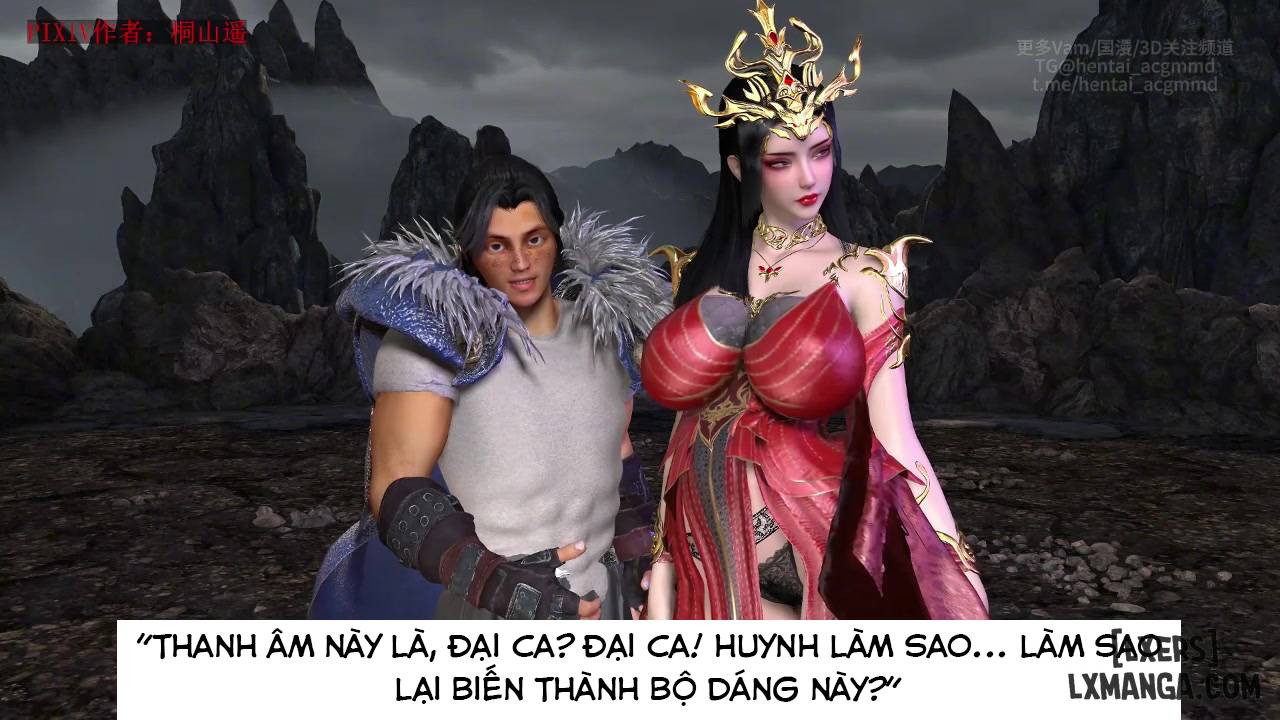 PIXIV作者：桐山遥
更多Vam/国漫/3D关注频道
TG@hentai_acgmmd
t.me/hentai_acgmmd
“THANH ÂM NÀY LÀ, ĐẠI CA? ĐẠI CA! HUYNH LÀM SAO... LÀM SAO
LẠI BIẾN THÀNH BỘ DÁNG NÀY?”
[AXERS]
LXMANGA.COM